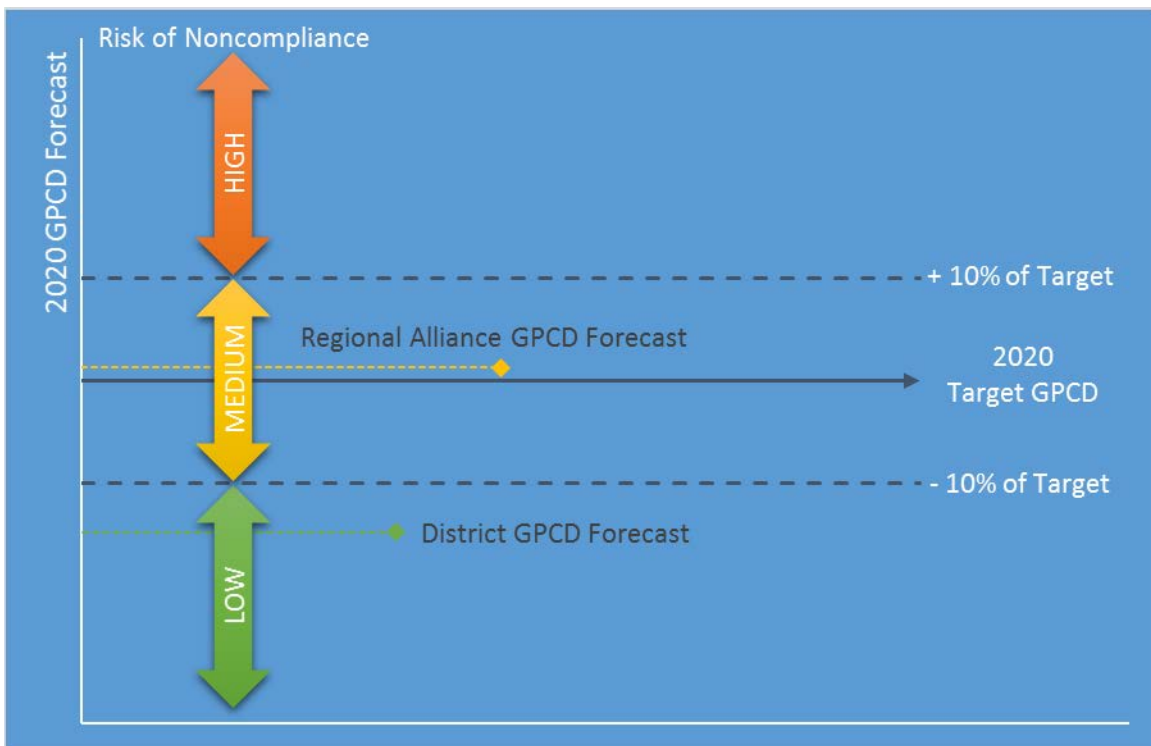 Risk of Noncompliance
2020 GPCD Forecast
HIGH
+ 10% of Target
Regional Alliance GPCD Forecast
MEDIUM
2020
Target GPCD
- 10% of Target
District GPCD Forecast
LOW